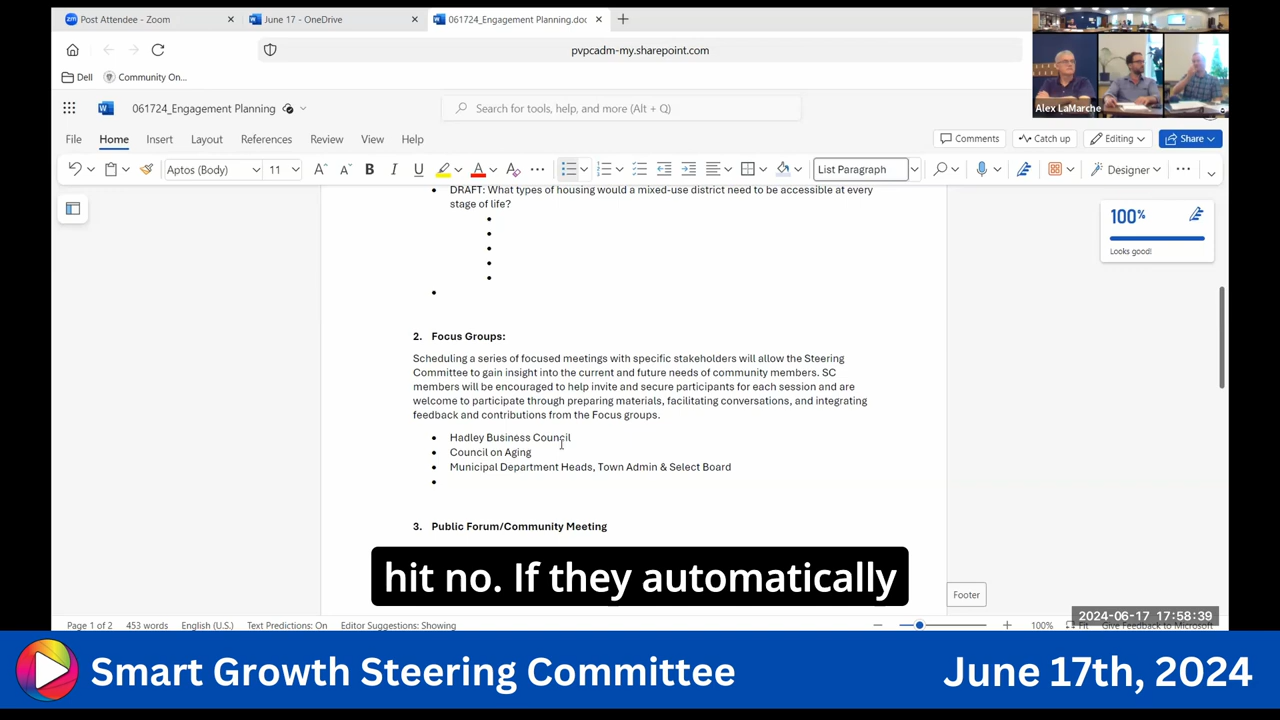 Post Attendee - Zoom
June 17 - OneDrive
061724_Engagement Planning.doc
pvpcadm-my.sharepoint.com
Dell
Community On...
Alex LaMarche
061724_Engagement Planning
Search for tools, help, and more (Alt + Q)
File Home Insert Layout References Review View Help
Comments Catch up Editing Share
Aptos (Body) 11
B I U A
List Paragraph
Designer
DRAFT: What types of housing would a mixed-use district need to be accessible at every
stage of life?
100%
Looks good!
2. Focus Groups:
Scheduling a series of focused meetings with specific stakeholders will allow the Steering
Committee to gain insight into the current and future needs of community members. SC
members will be encouraged to help invite and secure participants for each session and are
welcome to participate through preparing materials, facilitating conversations, and integrating
feedback and contributions from the Focus groups.
Hadley Business Council
Council on Aging
Municipal Department Heads, Town Admin & Select Board
3. Public Forum/Community Meeting
hit no. If they automatically
Footer
2024-06-17 17:58:39
Page 1 of 2 453 words English (U.S.) Text Predictions: On Editor Suggestions: Showing
100% Fit Give Feedback to Microsoft
Smart Growth Steering Committee
June 17th, 2024